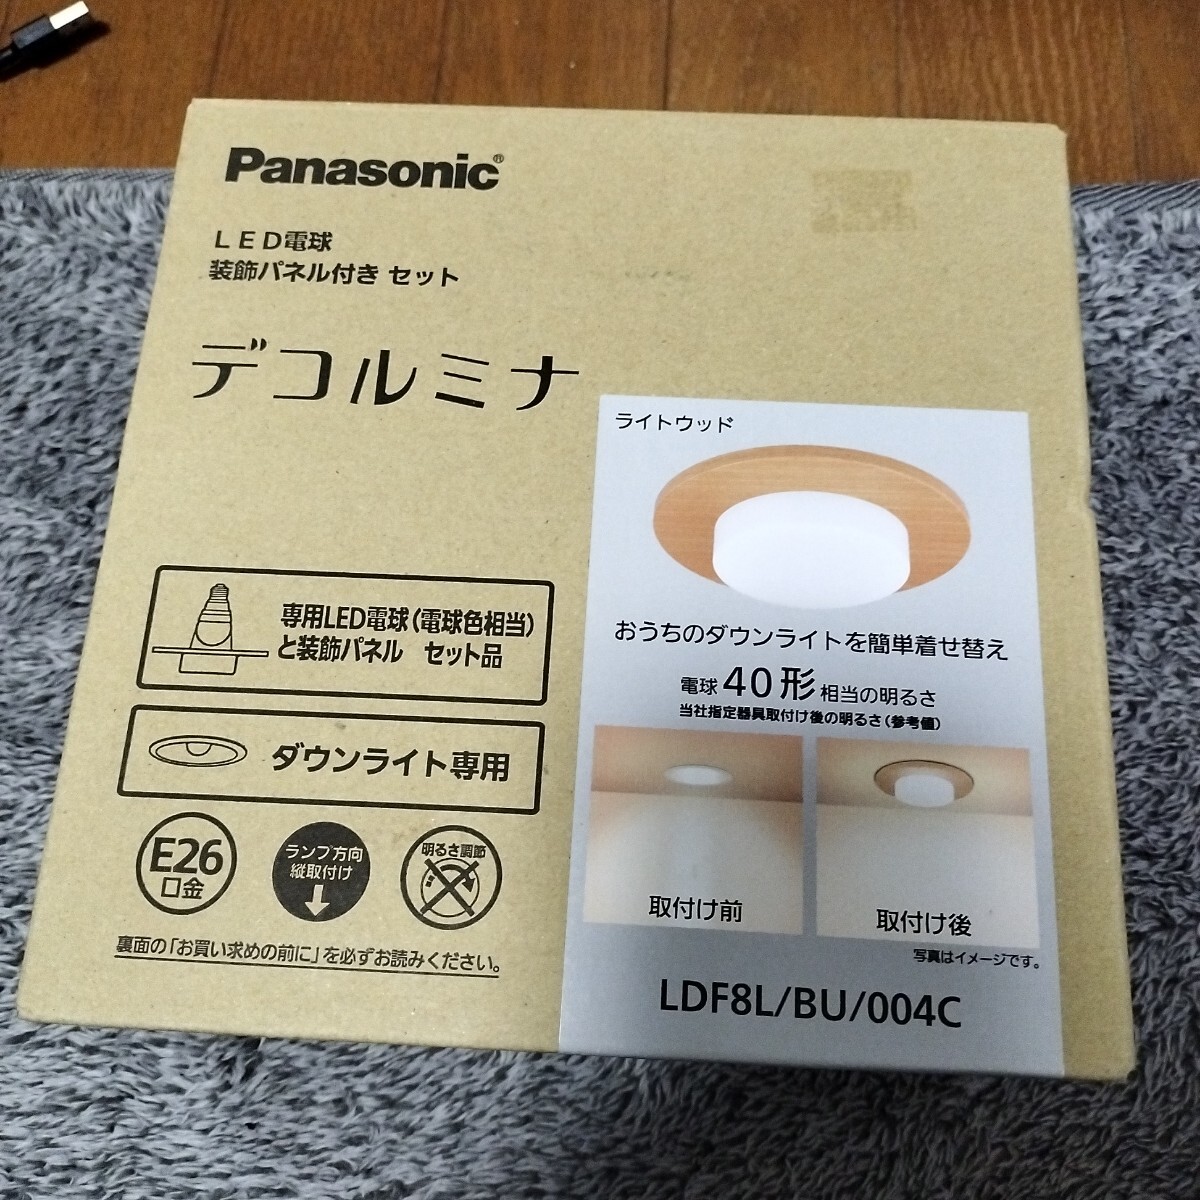 Panasonic®
LED電球
装飾パネル付き セット
デコルミナ
ライトウッド
おうちのダウンライトを簡単着せ替え
電球40形相当の明るさ
当社指定器具取付け後の明るさ(参考値)
取付け前
取付け後
写真はイメージです。
LDF8L/BU/004C
専用LED電球(電球色相当)
と装飾パネル セット品
ダウンライト専用
E26
口金
ランプ方向
縦取付け
明るさ調節
裏面の「お買い求めの前に」を必ずお読みください。